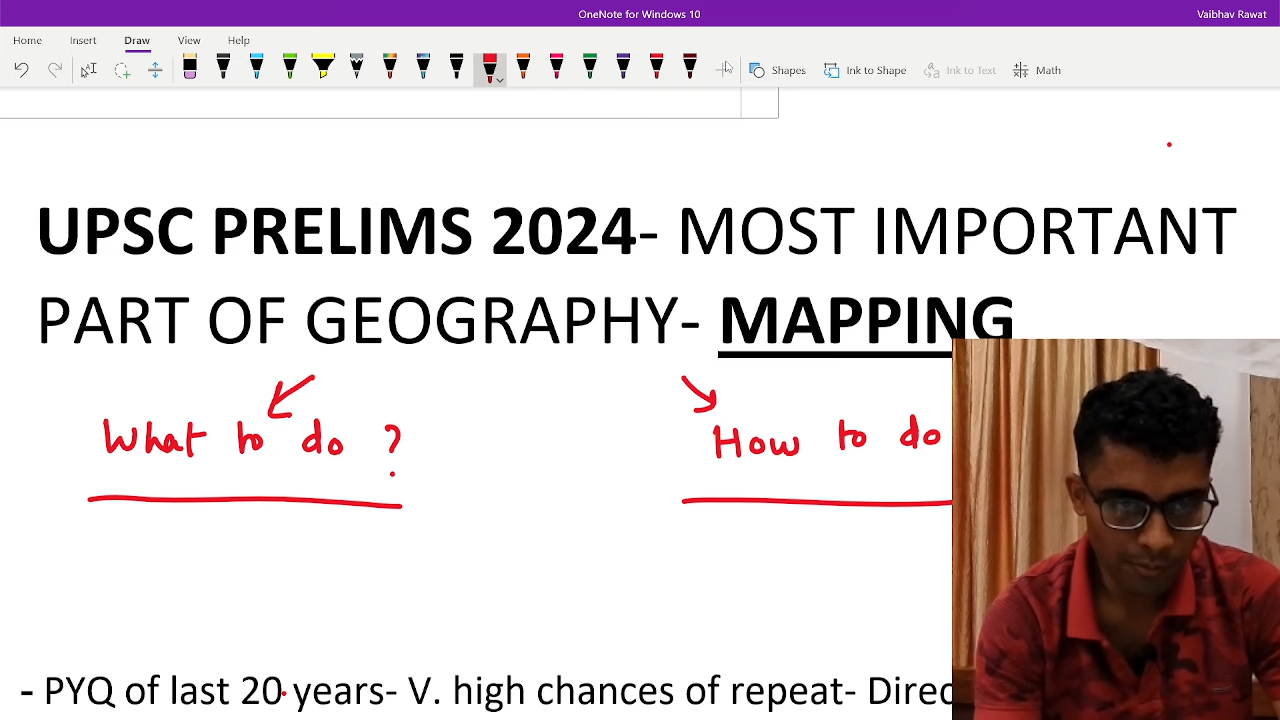 OneNote for Windows 10
Vaibhav Rawat
Home Insert Draw View Help
Shapes Ink to Shape Ink to Text Math
UPSC PRELIMS 2024- MOST IMPORTANT
PART OF GEOGRAPHY- MAPPING
What to do ? How to do
- PYQ of last 20 years- V. high chances of repeat- Direc